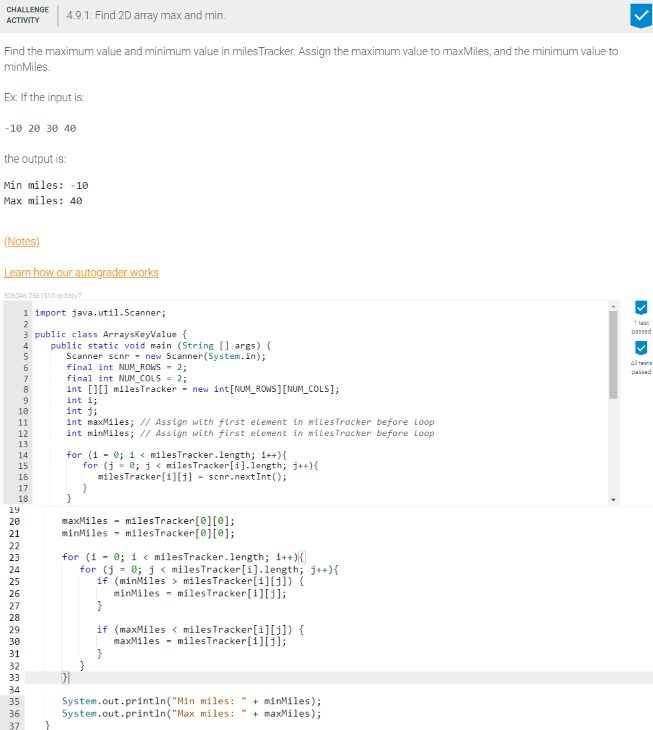 CHALLENGE
ACTIVITY
4.9.1: Find 2D array max and min.
Find the maximum value and minimum value in milesTracker. Assign the maximum value to maxMiles, and the minimum value to
minMiles.
Ex: If the input is:
-10 20 30 40
the output is:
Min miles: -10
Max miles: 40
(Notes)
Learn how our autograder works
1 import java.util.Scanner;
2
3 public class ArraysKeyValue {
4 public static void main (String [] args) {
5 Scanner scnr = new Scanner(System.in);
6 final int NUM_ROWS = 2;
7 final int NUM_COLS = 2;
8 int [][] milesTracker = new int[NUM_ROWS][NUM_COLS];
9 int i;
10 int j;
11 int maxMiles; // Assign with first element in milesTracker before loop
12 int minMiles; // Assign with first element in milesTracker before loop
13
14 for (i = 0; i < milesTracker.length; i++){
15 for (j = 0; j < milesTracker[i].length; j++){
16 milesTracker[i][j] = scnr.nextInt();
17 }
18 }
19
20 maxMiles = milesTracker[0][0];
21 minMiles = milesTracker[0][0];
22
23 for (i = 0; i < milesTracker.length; i++){
24 for (j = 0; j < milesTracker[i].length; j++){
25 if (minMiles > milesTracker[i][j]) {
26 minMiles = milesTracker[i][j];
27 }
28
29 if (maxMiles < milesTracker[i][j]) {
30 maxMiles = milesTracker[i][j];
31 }
32 }
33 }
34
35 System.out.println("Min miles: " + minMiles);
36 System.out.println("Max miles: " + maxMiles);
37 }
1 test
passed
All tests
passed